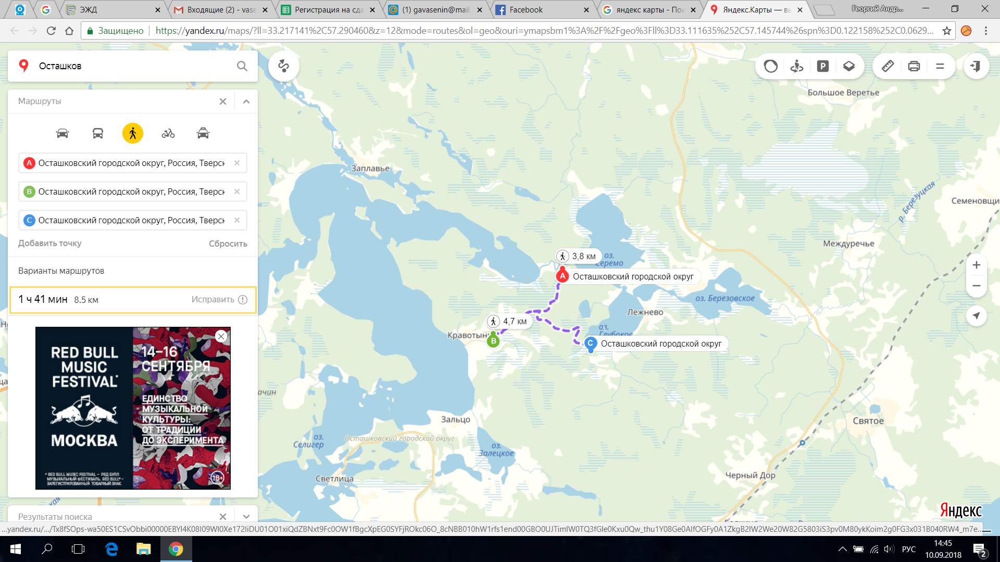 ЭЖД
Входящие (2) - vase
Регистрация на сда
(1) gavasenin@mail.
Facebook
яндекс карты - Пои
Яндекс.Карты — вы
Георгий Андр...
Защищено
https://yandex.ru/maps/?ll=33.217141%2C57.290460&z=12&mode=routes&ol=geo&ouri=ymapsbm1%3A%2F%2Fgeo%3Fll%3D33.111635%252C57.145744%26spn%3D0.122158%252C0.0629...
Осташков
P
Большое Веретье
Маршруты
Заплавье
р. Березуцкая
Семеновщи
A Осташковский городской округ, Россия, Тверск
B Осташковский городской округ, Россия, Тверск
C Осташковский городской округ, Россия, Тверск
Добавить точку
Сбросить
Междуречье
3,8 км
оз.
Серемо
A Осташковский городской округ
Варианты маршрутов
1 ч 41 мин 8.5 км
Исправить
оз. Березовское
Лежнево
4,7 км
оз.
Глубокое
Кравотынь
B
C Осташковский городской округ
RED BULL
MUSIC
FESTIVAL*
МОСКВА
14–16
СЕНТЯБРЯ
ЕДИНСТВО
МУЗЫКАЛЬНОЙ
КУЛЬТУРЫ:
ОТ ТРАДИЦИИ
ДО ЭКСПЕРИМЕНТА
* RED BULL MUSIC FESTIVAL – РЕД БУЛЛ
МУЗЫКАЛЬНЫЙ ФЕСТИВАЛЬ. RED BULL* –
ЗАРЕГИСТРИРОВАННЫЙ ТОВАРНЫЙ ЗНАК.
18+
ачин
Зальцо
Святое
оз.
Селигер
Осташковский городской округ
оз.
Залецкое
Светлица
Черный Дор
Яндекс
Результаты поиска
...yandex.ru/.../Tx8fSOps-wa50ES1CSvObbi00000EBYI4K08I09WI0Xe172IiDU01O01xiQdZBNxt9Fc0OW1fBgcXpEG0SYFjROkc06O_8cNBB010hW1rfs1end00GBO0UJTimIW0TQ3fGIe0Kxu0Qw_thu1Y08Ge0AIfOGFy0A1ZkgB2IW2We20W82G5803iS3pv0M80ykKoim2g0FG3x031B040RW4_m7e...
РУС
14:45
10.09.2018
2